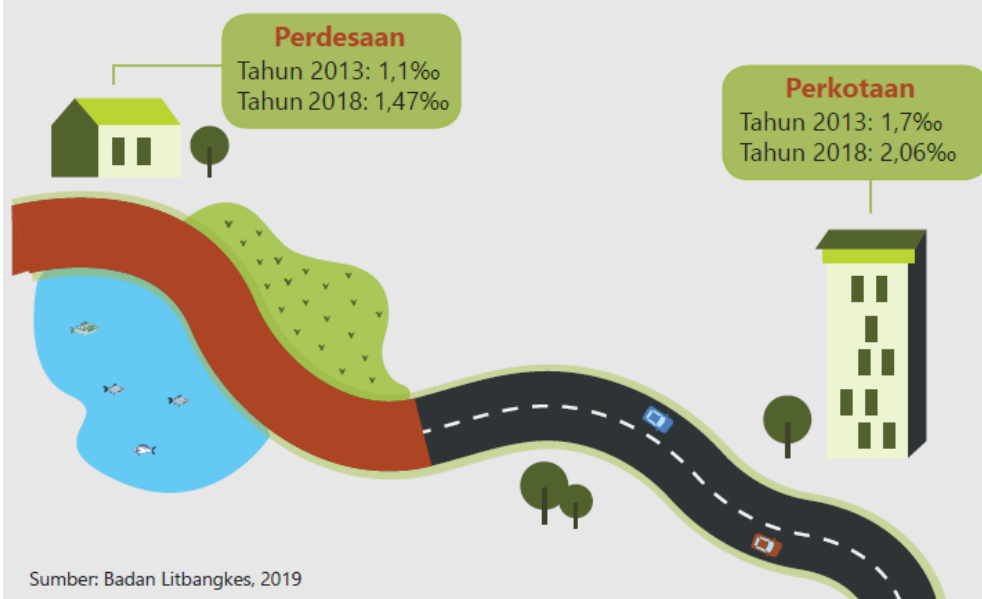 Perdesaan
Tahun 2013: 1,1‰
Tahun 2018: 1,47‰
Perkotaan
Tahun 2013: 1,7‰
Tahun 2018: 2,06‰
Sumber: Badan Litbangkes, 2019